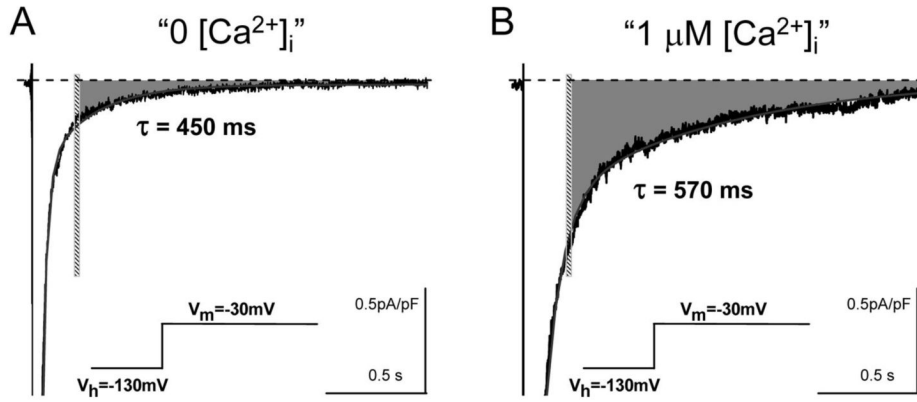 A
“0 [Ca²⁺]ᵢ”
τ = 450 ms
Vₘ=-30mV
Vₕ=-130mV
0.5pA/pF
0.5 s
B
“1 μM [Ca²⁺]ᵢ”
τ = 570 ms
Vₘ=-30mV
Vₕ=-130mV
0.5pA/pF
0.5 s